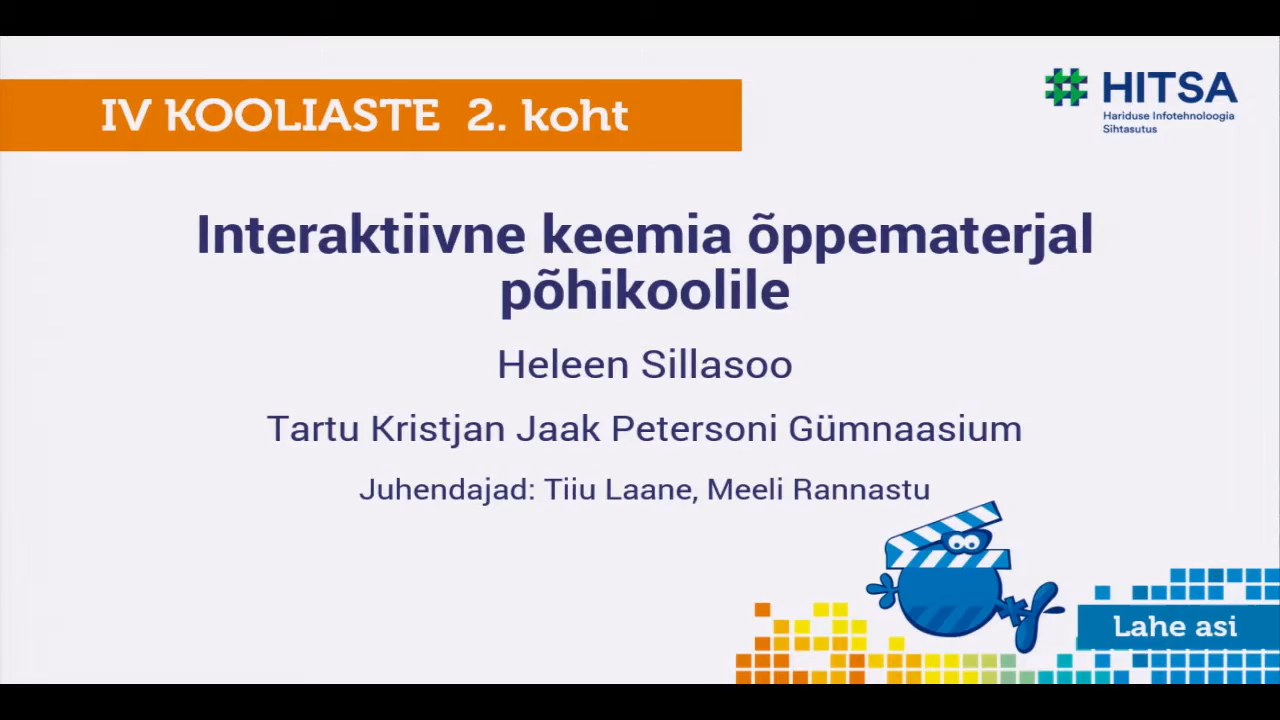 IV KOOLIASTE 2. koht
HITSA
Hariduse Infotehnoloogia
Sihtasutus
Interaktiivne keemia õppematerjal
põhikoolile
Heleen Sillasoo
Tartu Kristjan Jaak Petersoni Gümnaasium
Juhendajad: Tiiu Laane, Meeli Rannastu
Lahe asi